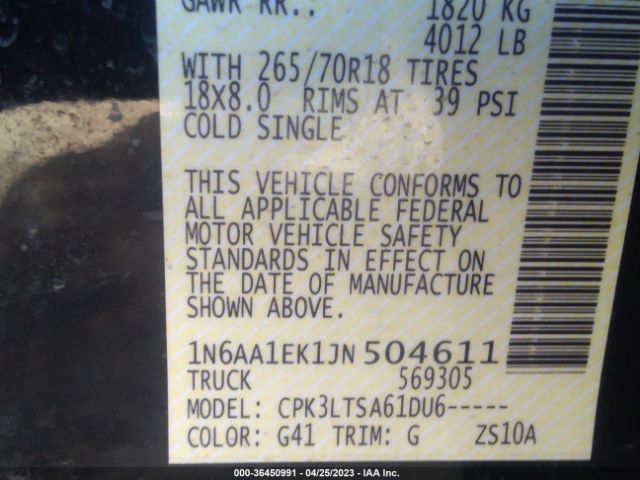 GAWR RR.: 1820 KG
4012 LB
WITH 265/70R18 TIRES
18X8.0 RIMS AT 39 PSI
COLD SINGLE
THIS VEHICLE CONFORMS TO
ALL APPLICABLE FEDERAL
MOTOR VEHICLE SAFETY
STANDARDS IN EFFECT ON
THE DATE OF MANUFACTURE
SHOWN ABOVE.
1N6AA1EK1JN504611
TRUCK 569305
MODEL: CPK3LTSA61DU6-----
COLOR: G41 TRIM: G ZS10A
000-36450991 - 04/25/2023 - IAA Inc.